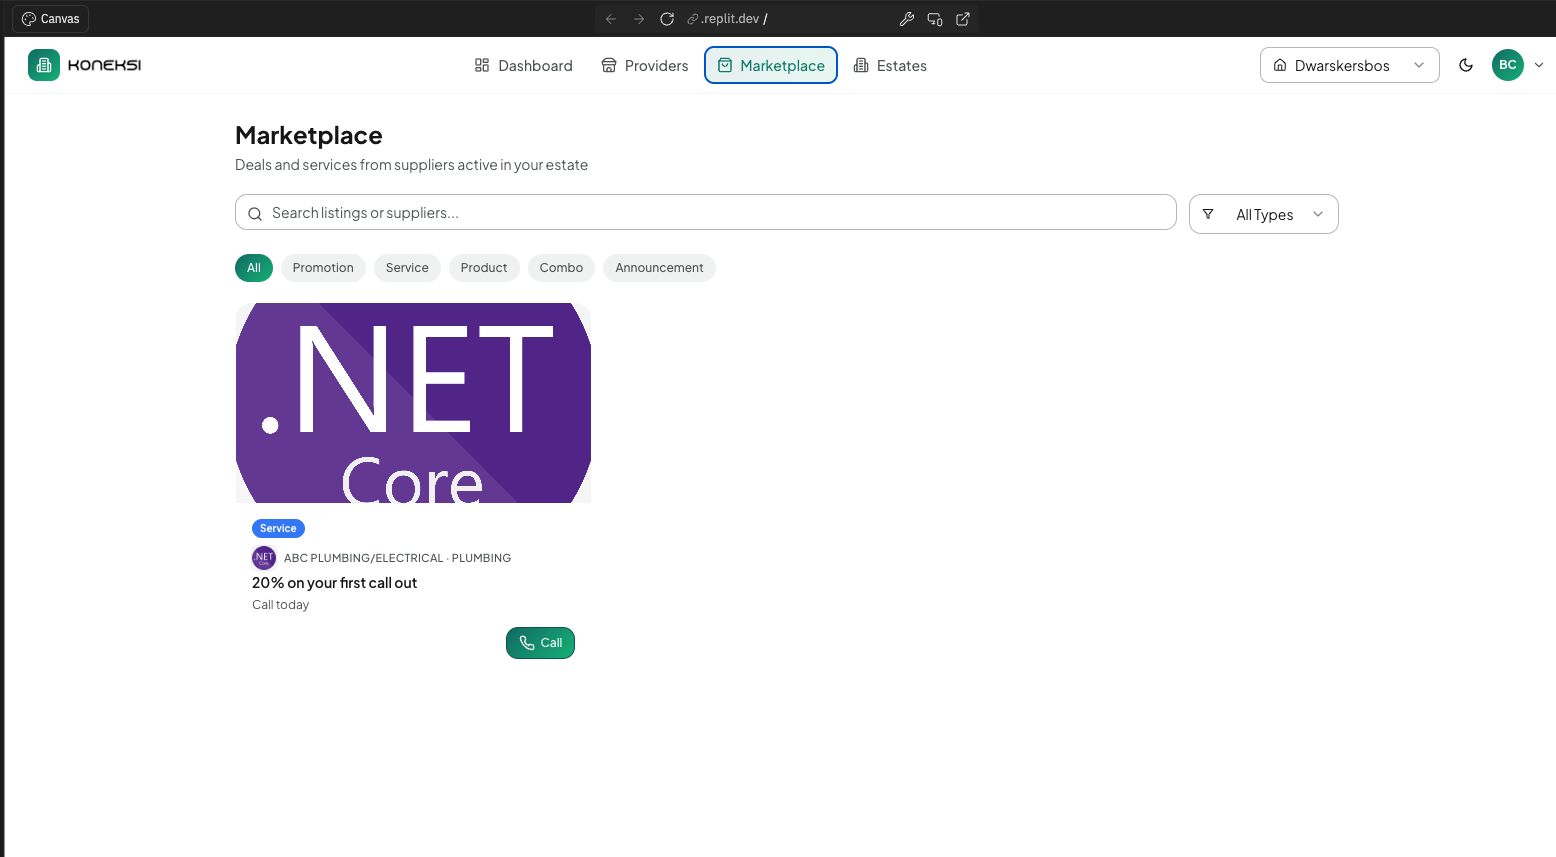 Canvas
.replit.dev /
KONEKSI
Dashboard
Providers
Marketplace
Estates
Dwarskersbos
BC
Marketplace
Deals and services from suppliers active in your estate
Search listings or suppliers...
All Types
All
Promotion
Service
Product
Combo
Announcement
.NET
Core
Service
.NET
Core
ABC PLUMBING/ELECTRICAL · PLUMBING
20% on your first call out
Call today
Call